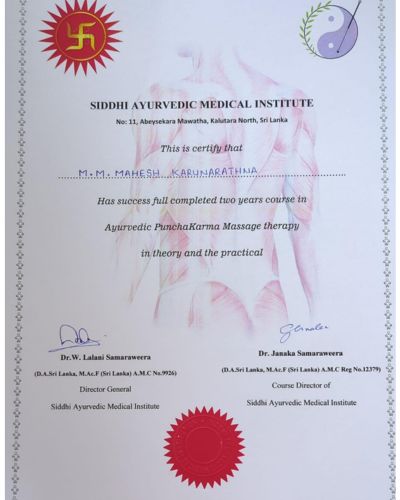 SIDDHI AYURVEDIC MEDICAL INSTITUTE
No: 11, Abeysekara Mawatha, Kalutara North, Sri Lanka
This is certify that
M.M. MAHESH KARUNARATHNA
Has success full completed two years course in
Ayurvedic PunchaKarma Massage therapy
in theory and the practical
Dr.W. Lalani Samaraweera
(D.A.Sri Lanka, M.Ac.F (Sri Lanka) A.M.C No.9926)
Director General
Siddhi Ayurvedic Medical Institute
Dr. Janaka Samaraweera
(D.A.Sri Lanka, M.Ac.F (Sri Lanka) A.M.C Reg No.12379)
Course Director of
Siddhi Ayurvedic Medical Institute